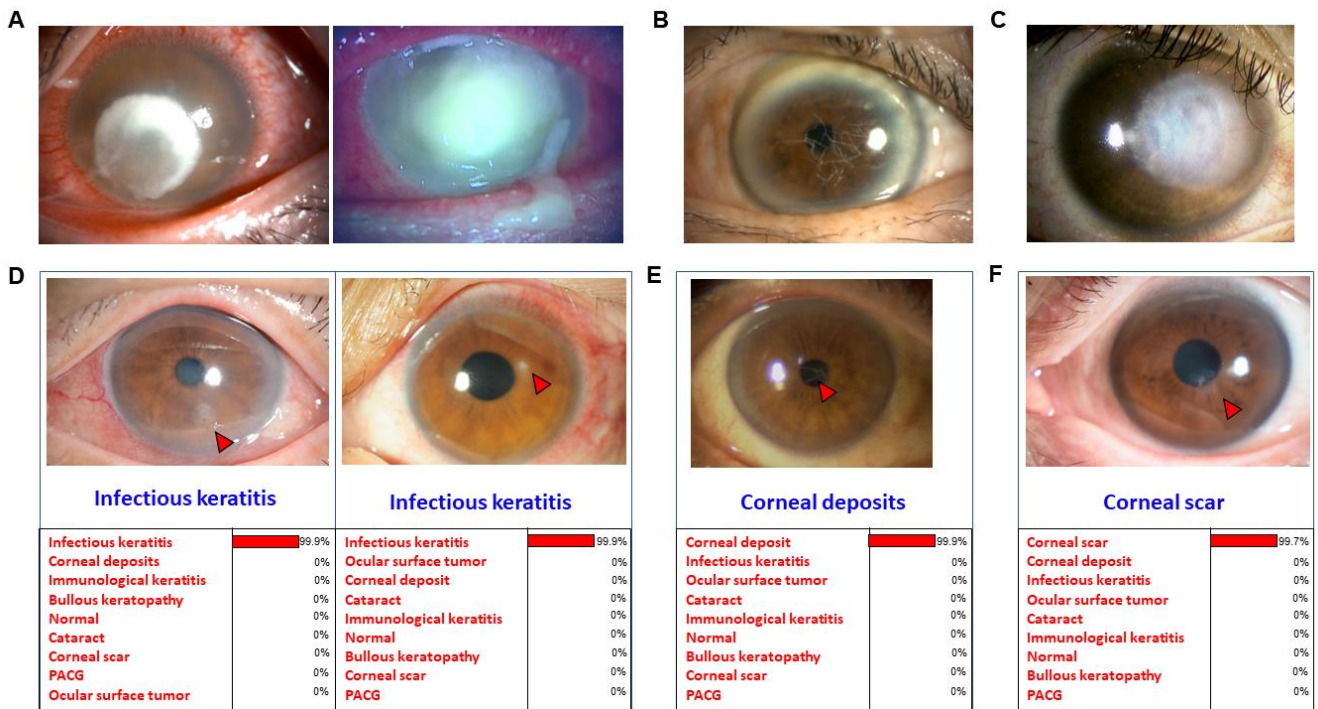 A
B
C
D
E
F
Infectious keratitis
Infectious keratitis
Corneal deposits
Corneal scar
Infectious keratitis 99.9%
Corneal deposits 0%
Immunological keratitis 0%
Bullous keratopathy 0%
Normal 0%
Cataract 0%
Corneal scar 0%
PACG 0%
Ocular surface tumor 0%
Infectious keratitis 99.9%
Ocular surface tumor 0%
Corneal deposit 0%
Cataract 0%
Immunological keratitis 0%
Normal 0%
Bullous keratopathy 0%
Corneal scar 0%
PACG 0%
Corneal deposit 99.9%
Infectious keratitis 0%
Ocular surface tumor 0%
Cataract 0%
Immunological keratitis 0%
Normal 0%
Bullous keratopathy 0%
Corneal scar 0%
PACG 0%
Corneal scar 99.7%
Corneal deposit 0%
Infectious keratitis 0%
Ocular surface tumor 0%
Cataract 0%
Immunological keratitis 0%
Normal 0%
Bullous keratopathy 0%
PACG 0%